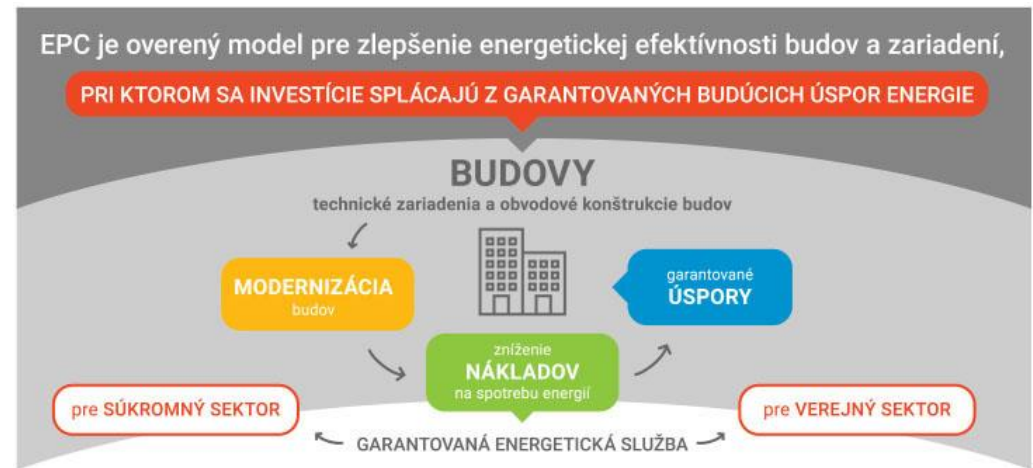 EPC je overený model pre zlepšenie energetickej efektívnosti budov a zariadení,
PRI KTOROM SA INVESTÍCIE SPLÁCAJÚ Z GARANTOVANÝCH BUDÚCICH ÚSPOR ENERGIE
BUDOVY
technické zariadenia a obvodové konštrukcie budov
MODERNIZÁCIA
budov
garantované
ÚSPORY
zníženie
NÁKLADOV
na spotrebu energií
pre SÚKROMNÝ SEKTOR
pre VEREJNÝ SEKTOR
GARANTOVANÁ ENERGETICKÁ SLUŽBA